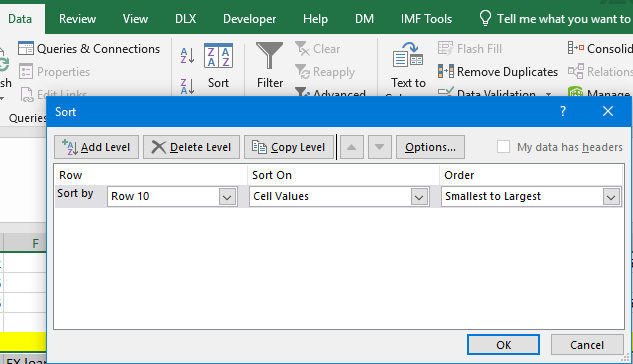 Data Review View DLX Developer Help DM IMF Tools Tell me what you want to
Queries & Connections Clear Flash Fill Consolid
sh Properties Sort Filter Reapply Text to Remove Duplicates Relations
Edit Links Advanced Data Validation Manage
Queries
Sort ?
Add Level Delete Level Copy Level Options... My data has headers
Row Sort On Order
Sort by Row 10 Cell Values Smallest to Largest
F
OK Cancel
FX loan